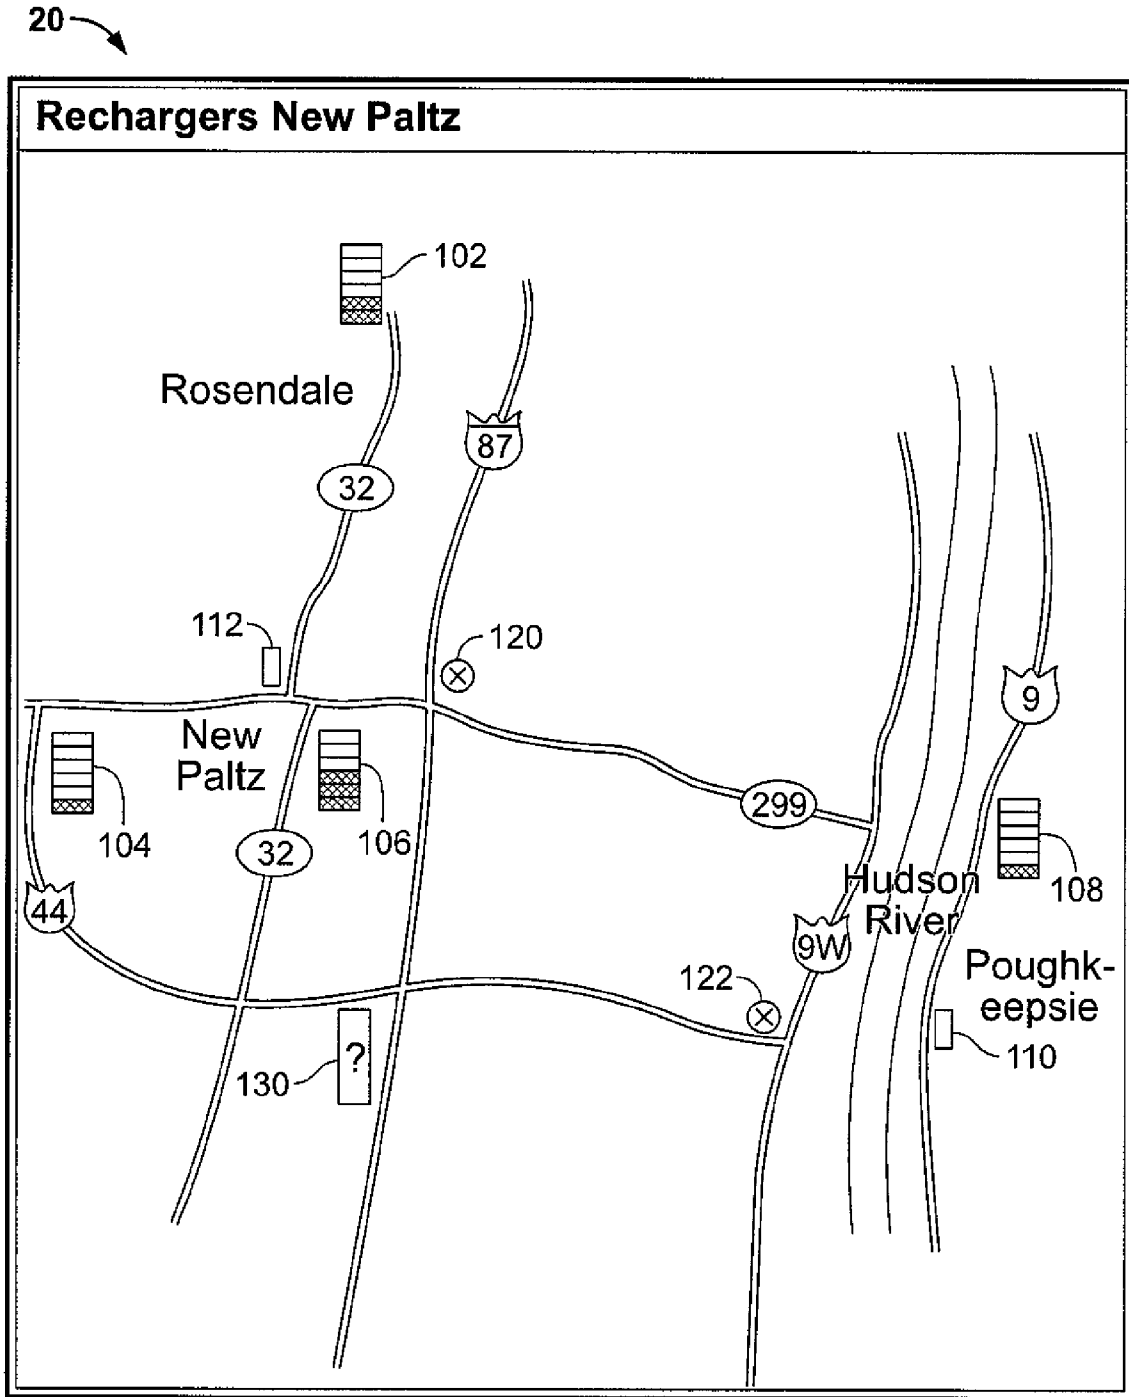 20
Rechargers New Paltz
102
Rosendale
87
32
112
120
9
New
Paltz
299
104
106
32
108
Hudson
River
44
9W
Poughk-
eepsie
122
110
?
130